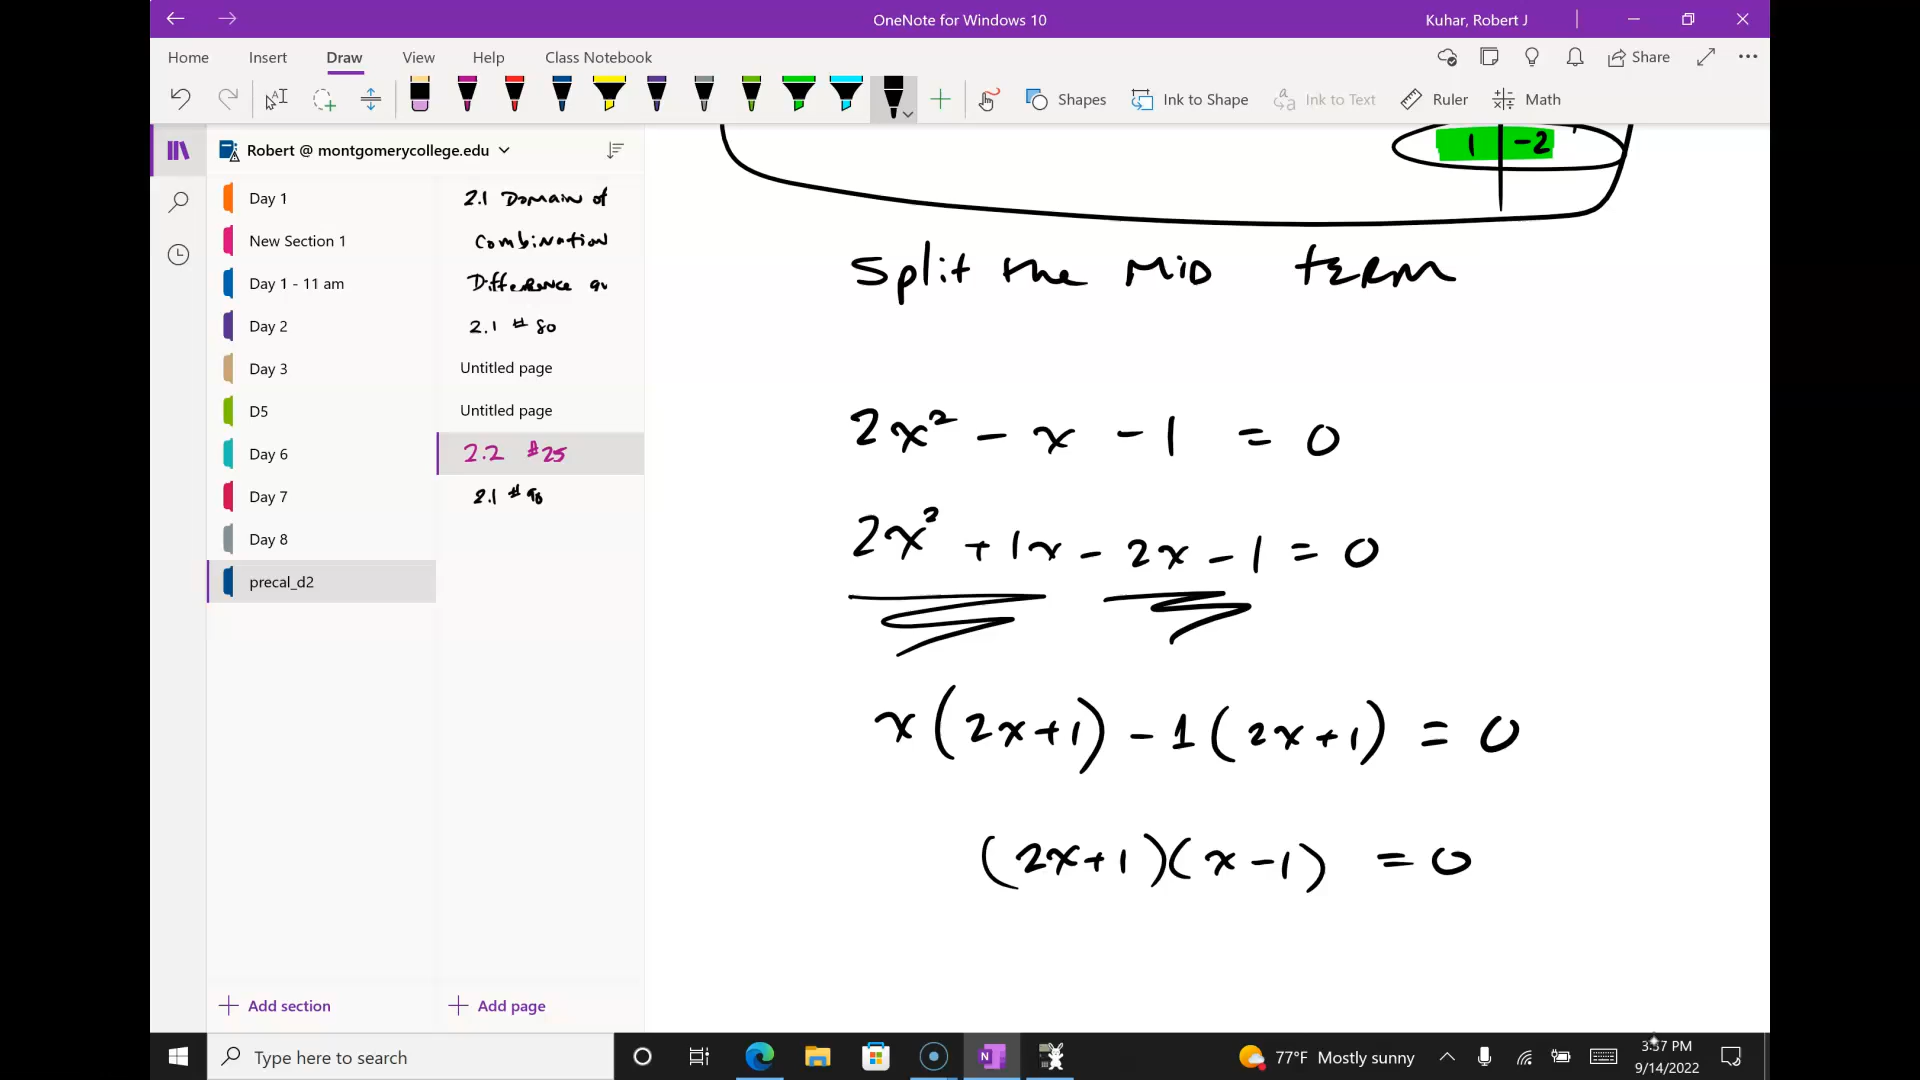 OneNote for Windows 10
Kuhar, Robert J
Home Insert Draw View Help Class Notebook
Share
Shapes Ink to Shape Ink to Text Ruler Math
Robert @ montgomerycollege.edu
Day 1
New Section 1
Day 1 - 11 am
Day 2
Day 3
D5
Day 6
Day 7
Day 8
precal_d2
Add section
2.1 Domain of
Combination
Difference qu
2.1 # 80
Untitled page
Untitled page
2.2 #25
2.1 # 90
Add page
1 -2
Split the MID term
2x² - x - 1 = 0
2x² + 1x - 2x - 1 = 0
x(2x+1) - 1(2x+1) = 0
(2x+1)(x-1) = 0
Type here to search
77°F Mostly sunny
3:37 PM
9/14/2022